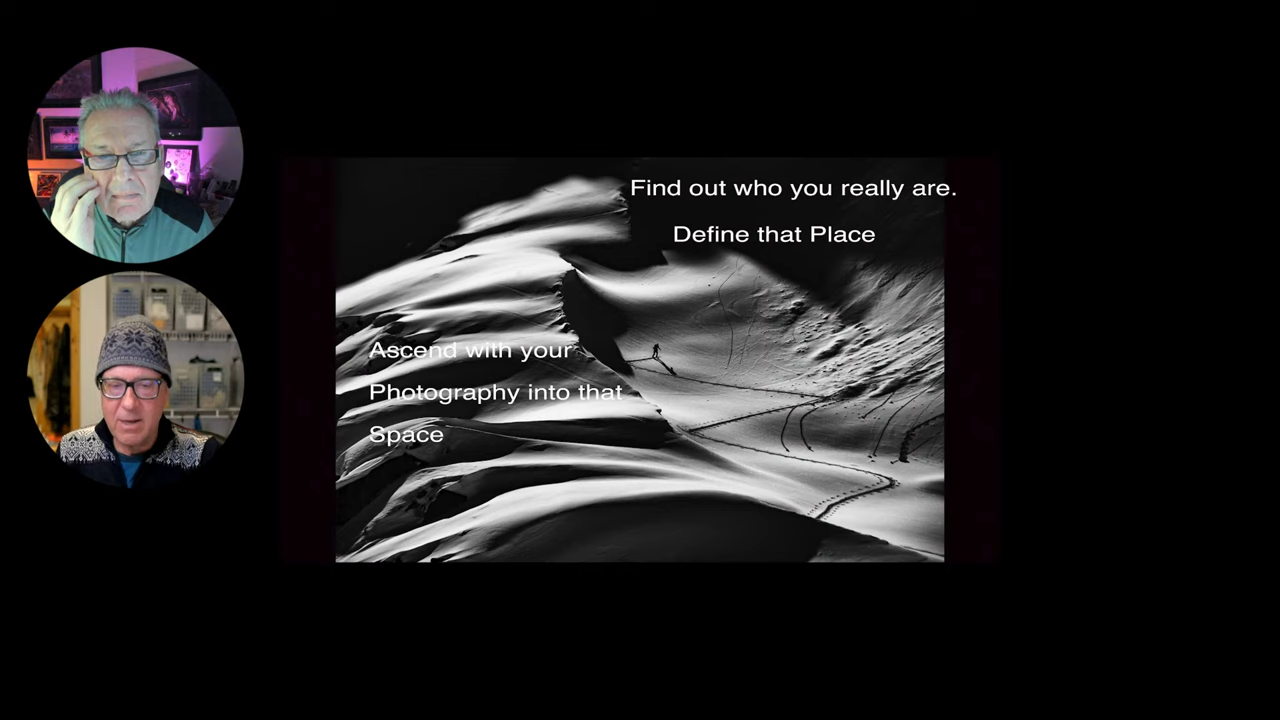 Find out who you really are.
Define that Place
Ascend with your
Photography into that
Space